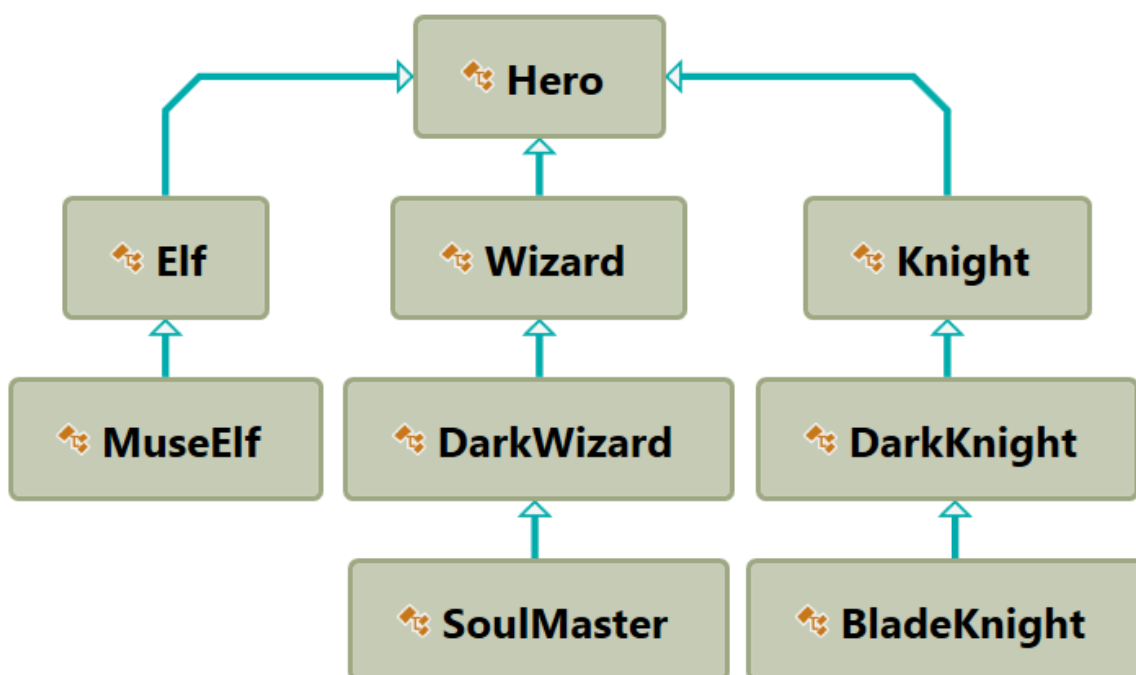 Hero
Elf
Wizard
Knight
MuseElf
DarkWizard
DarkKnight
SoulMaster
BladeKnight